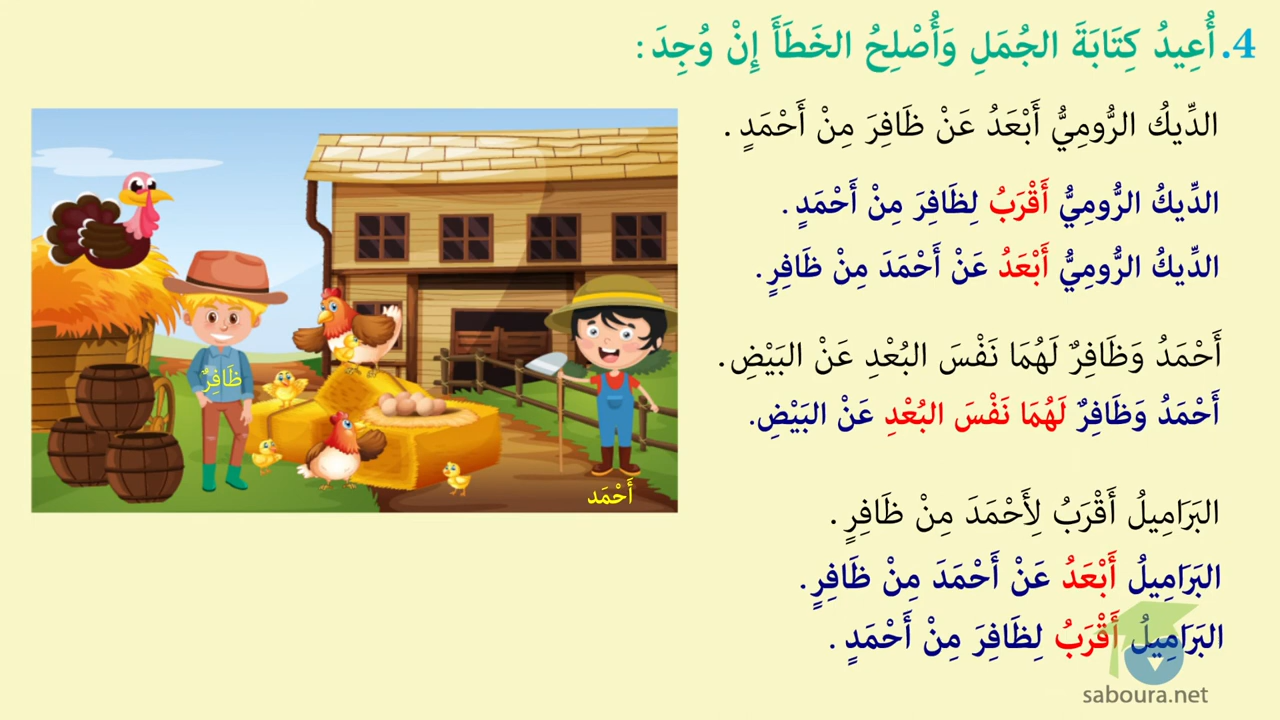 4. أُعِيدُ كِتَابَةَ الجُمَلِ وَأُصْلِحُ الخَطَأَ إِنْ وُجِدَ :
الدِّيكُ الرُّومِيُّ أَبْعَدُ عَنْ ظَافِرَ مِنْ أَحْمَدٍ .
الدِّيكُ الرُّومِيُّ أَقْرَبُ لِظَافِرَ مِنْ أَحْمَدٍ .
الدِّيكُ الرُّومِيُّ أَبْعَدُ عَنْ أَحْمَدَ مِنْ ظَافِرٍ .
أَحْمَدُ وَظَافِرٌ لَهُمَا نَفْسَ البُعْدِ عَنْ البَيْضِ .
أَحْمَدُ وَظَافِرٌ لَهُمَا نَفْسَ البُعْدِ عَنْ البَيْضِ.
البَرَامِيلُ أَقْرَبُ لِأَحْمَدَ مِنْ ظَافِرٍ .
البَرَامِيلُ أَبْعَدُ عَنْ أَحْمَدَ مِنْ ظَافِرٍ .
البَرَامِيلُ أَقْرَبُ لِظَافِرَ مِنْ أَحْمَدٍ .
ظَافِرٌ
أَحْمَد
saboura.net